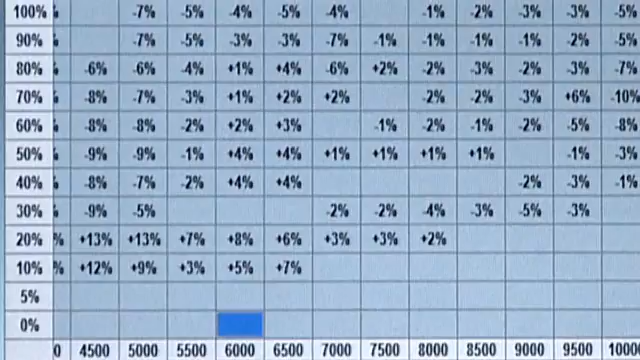 100% -7% -5% -4% -5% -4% -1% -2% -3% -3% -5%
90% -7% -5% -3% -3% -7% -1% -1% -1% -1% -2% -5%
80% -6% -6% -4% +1% +4% -6% +2% -2% -3% -2% -3% -7%
70% -8% -7% -3% +1% +2% +2% -2% -2% -3% +6% -10%
60% -8% -8% -2% +2% +3% -1% -2% -1% -2% -5% -8%
50% -9% -9% -1% +4% +4% +1% +1% +1% +1% -1% -3%
40% -8% -7% -2% +4% +4% -2% -3% -1%
30% -9% -5% -2% -2% -4% -3% -5% -3%
20% % +13% +13% +7% +8% +6% +3% +3% +2%
10% % +12% +9% +3% +5% +7%
5%
0%
0 4500 5000 5500 6000 6500 7000 7500 8000 8500 9000 9500 1000